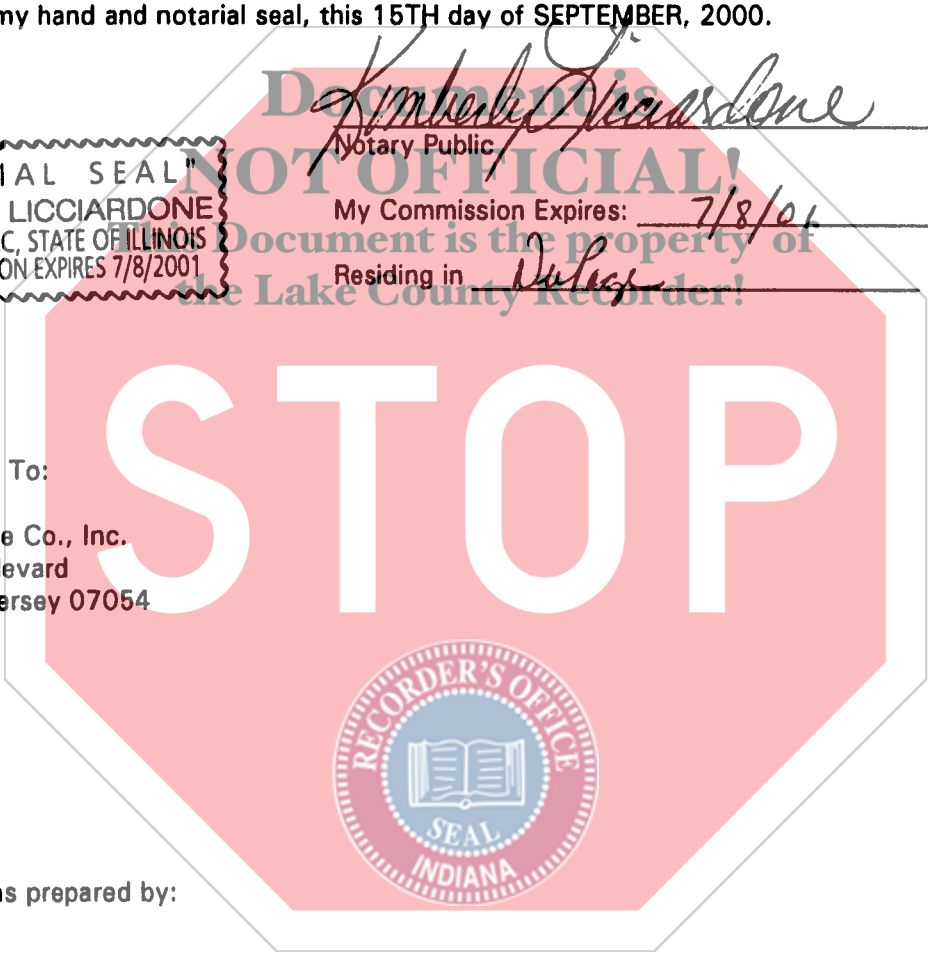 my hand and notarial seal, this 15TH day of SEPTEMBER, 2000.
Kimberly Licciardone
Document is
Notary Public
NOT OFFICIAL!
IAL SEAL"
LICCIARDONE
C, STATE OF ILLINOIS
ON EXPIRES 7/8/2001
My Commission Expires: 7/8/01
This Document is the property of
Residing in DuPage
the Lake County Recorder!
STOP
To:
e Co., Inc.
levard
ersey 07054
RECORDER'S OFFICE
SEAL
INDIANA
s prepared by: